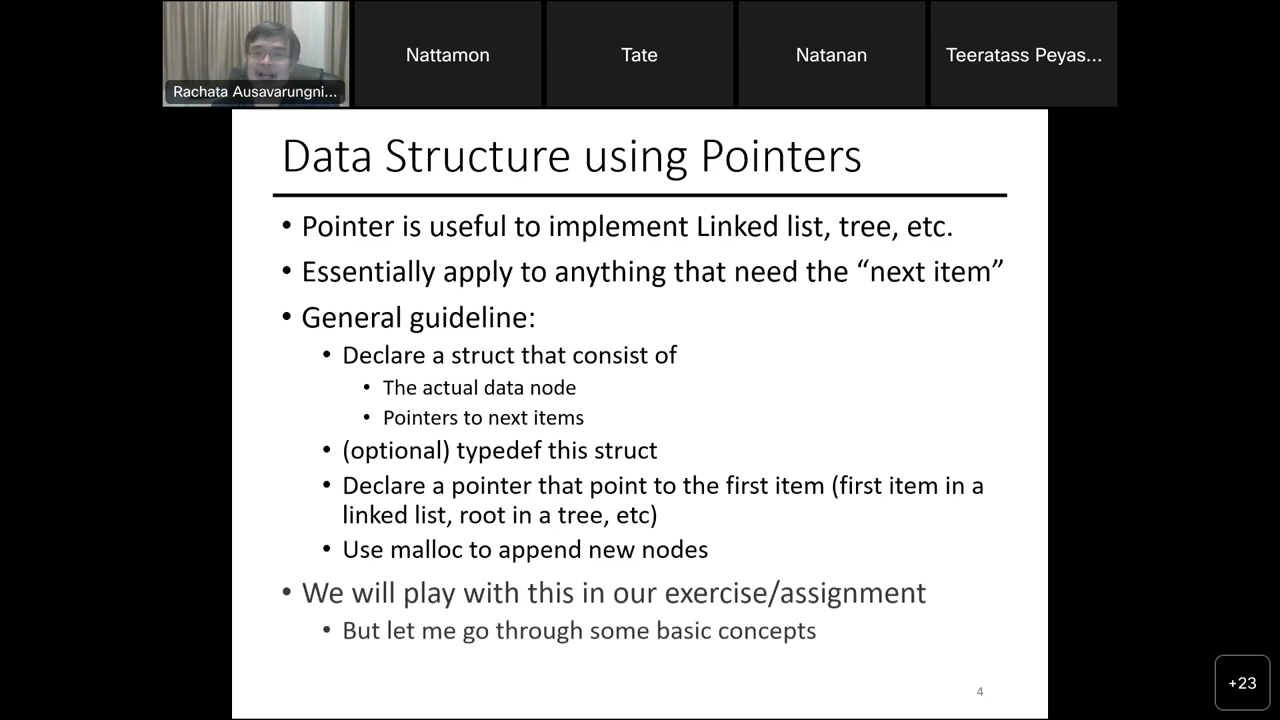 Rachata Ausavarungni...
Nattamon
Tate
Natanan
Teeratass Peyas...
Data Structure using Pointers
• Pointer is useful to implement Linked list, tree, etc.
• Essentially apply to anything that need the “next item”
• General guideline:
• Declare a struct that consist of
• The actual data node
• Pointers to next items
• (optional) typedef this struct
• Declare a pointer that point to the first item (first item in a
linked list, root in a tree, etc)
• Use malloc to append new nodes
• We will play with this in our exercise/assignment
• But let me go through some basic concepts
4
+23